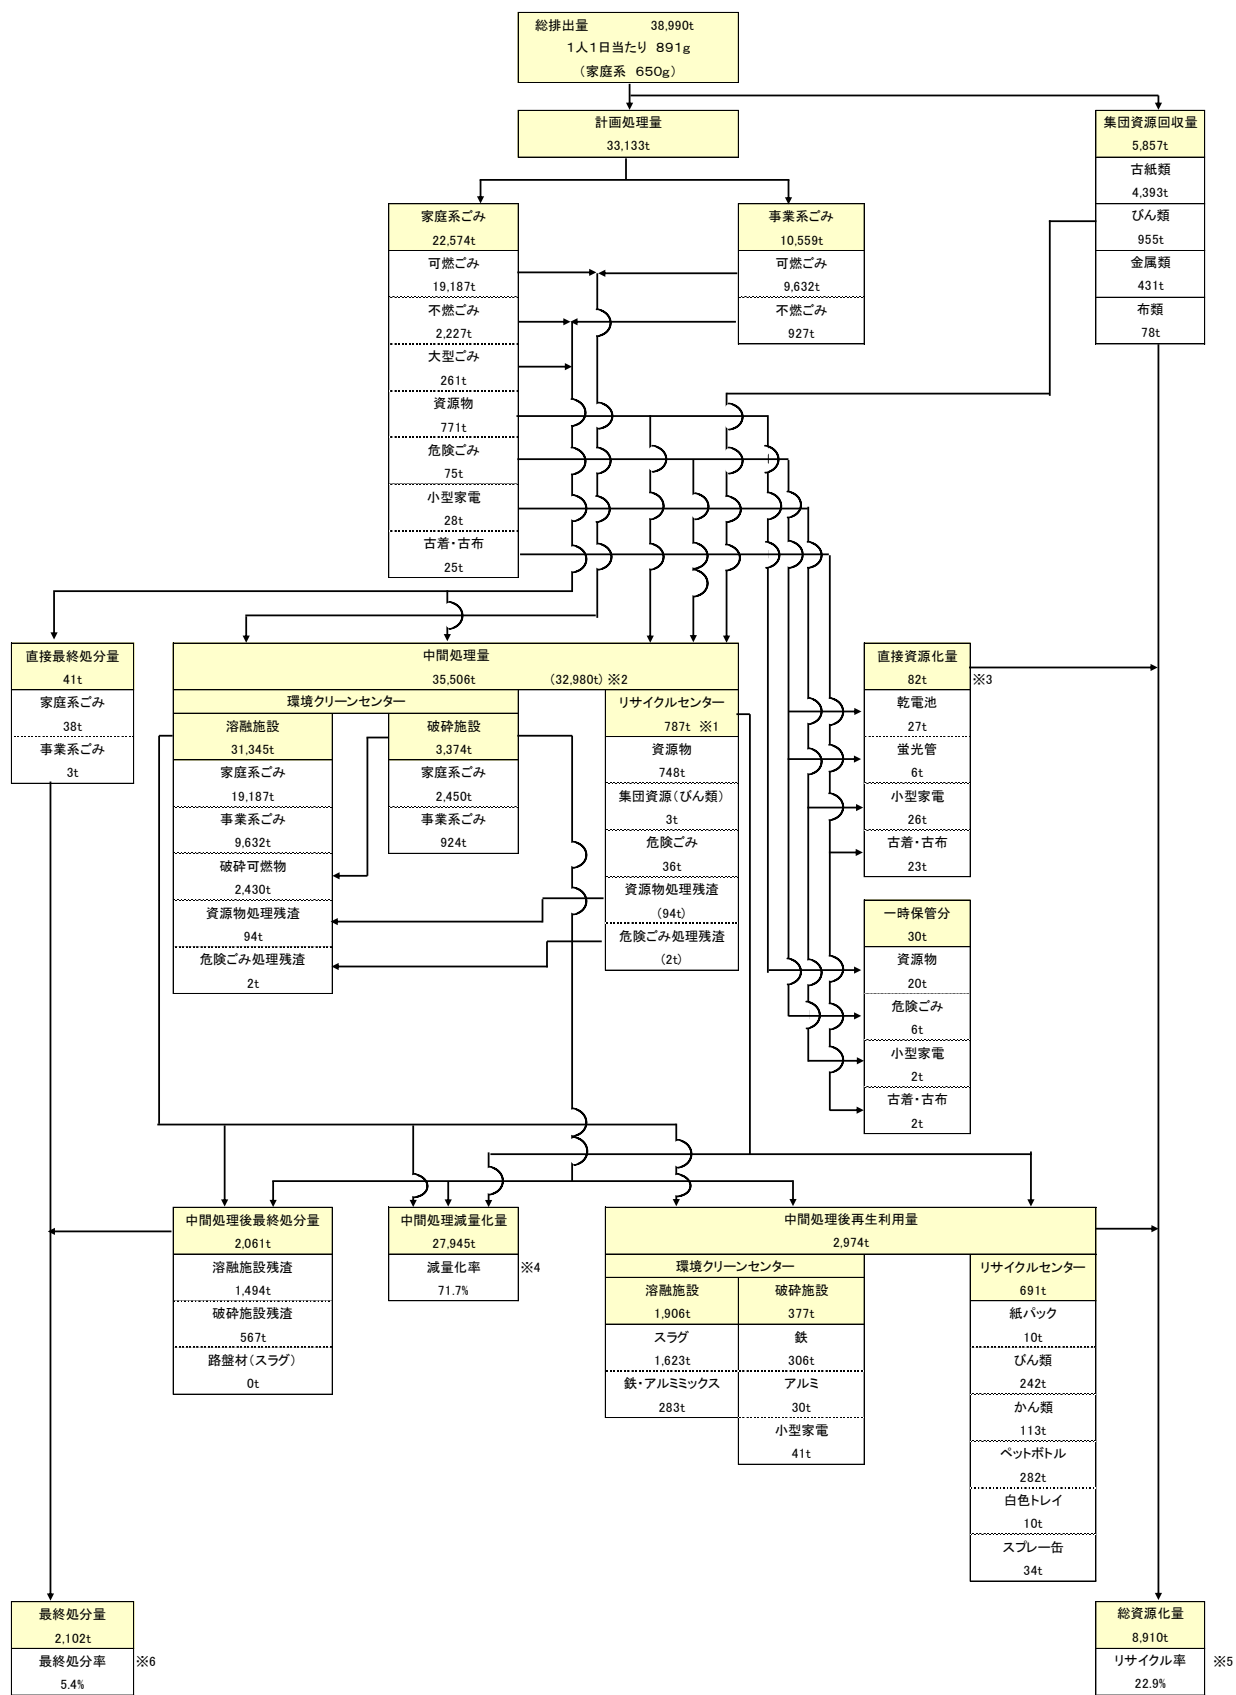 総排出量 38,990t
1人1日当たり 891g
（家庭系 650g）
計画処理量
33,133t
集団資源回収量
5,857t
古紙類
4,393t
びん類
955t
金属類
431t
布類
78t
家庭系ごみ
22,574t
可燃ごみ
19,187t
不燃ごみ
2,227t
大型ごみ
261t
資源物
771t
危険ごみ
75t
小型家電
28t
古着・古布
25t
事業系ごみ
10,559t
可燃ごみ
9,632t
不燃ごみ
927t
直接最終処分量
41t
家庭系ごみ
38t
事業系ごみ
3t
中間処理量
35,506t (32,980t) ※2
環境クリーンセンター
溶融施設
31,345t
家庭系ごみ
19,187t
事業系ごみ
9,632t
破砕可燃物
2,430t
資源物処理残渣
94t
危険ごみ処理残渣
2t
破砕施設
3,374t
家庭系ごみ
2,450t
事業系ごみ
924t
リサイクルセンター
787t ※1
資源物
748t
集団資源（びん類）
3t
危険ごみ
36t
資源物処理残渣
(94t)
危険ごみ処理残渣
(2t)
直接資源化量
82t ※3
乾電池
27t
蛍光管
6t
小型家電
26t
古着・古布
23t
一時保管分
30t
資源物
20t
危険ごみ
6t
小型家電
2t
古着・古布
2t
中間処理後最終処分量
2,061t
溶融施設残渣
1,494t
破砕施設残渣
567t
路盤材（スラグ）
0t
中間処理減量化量
27,945t
減量化率 ※4
71.7%
中間処理後再生利用量
2,974t
環境クリーンセンター
溶融施設
1,906t
スラグ
1,623t
鉄・アルミミックス
283t
破砕施設
377t
鉄
306t
アルミ
30t
小型家電
41t
リサイクルセンター
691t
紙パック
10t
びん類
242t
かん類
113t
ペットボトル
282t
白色トレイ
10t
スプレー缶
34t
最終処分量
2,102t
最終処分率 ※6
5.4%
総資源化量
8,910t
リサイクル率 ※5
22.9%